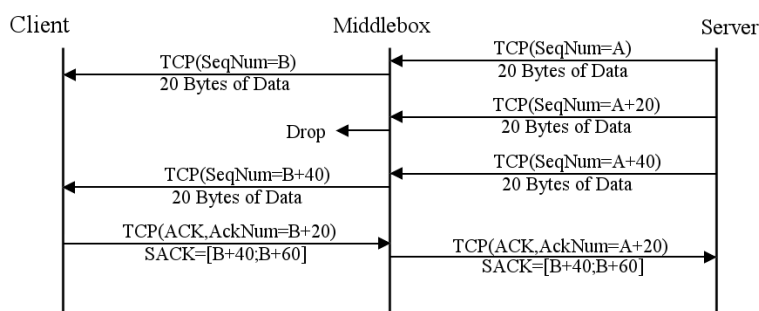 Client Middlebox Server
TCP(SeqNum=A)
20 Bytes of Data
TCP(SeqNum=B)
20 Bytes of Data
TCP(SeqNum=A+20)
20 Bytes of Data
Drop
TCP(SeqNum=A+40)
20 Bytes of Data
TCP(SeqNum=B+40)
20 Bytes of Data
TCP(ACK,AckNum=B+20)
SACK=[B+40;B+60]
TCP(ACK,AckNum=A+20)
SACK=[B+40;B+60]